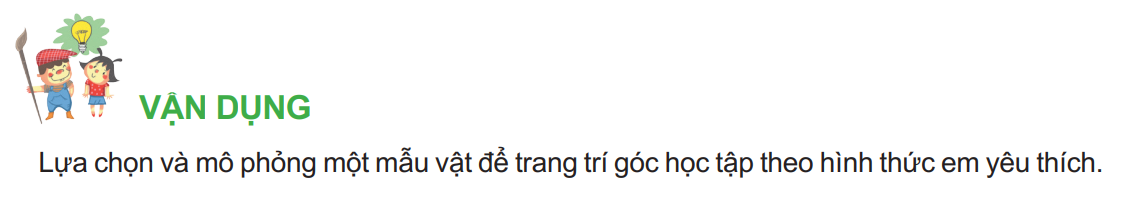 VẬN DỤNG
Lựa chọn và mô phỏng một mẫu vật để trang trí góc học tập theo hình thức em yêu thích.